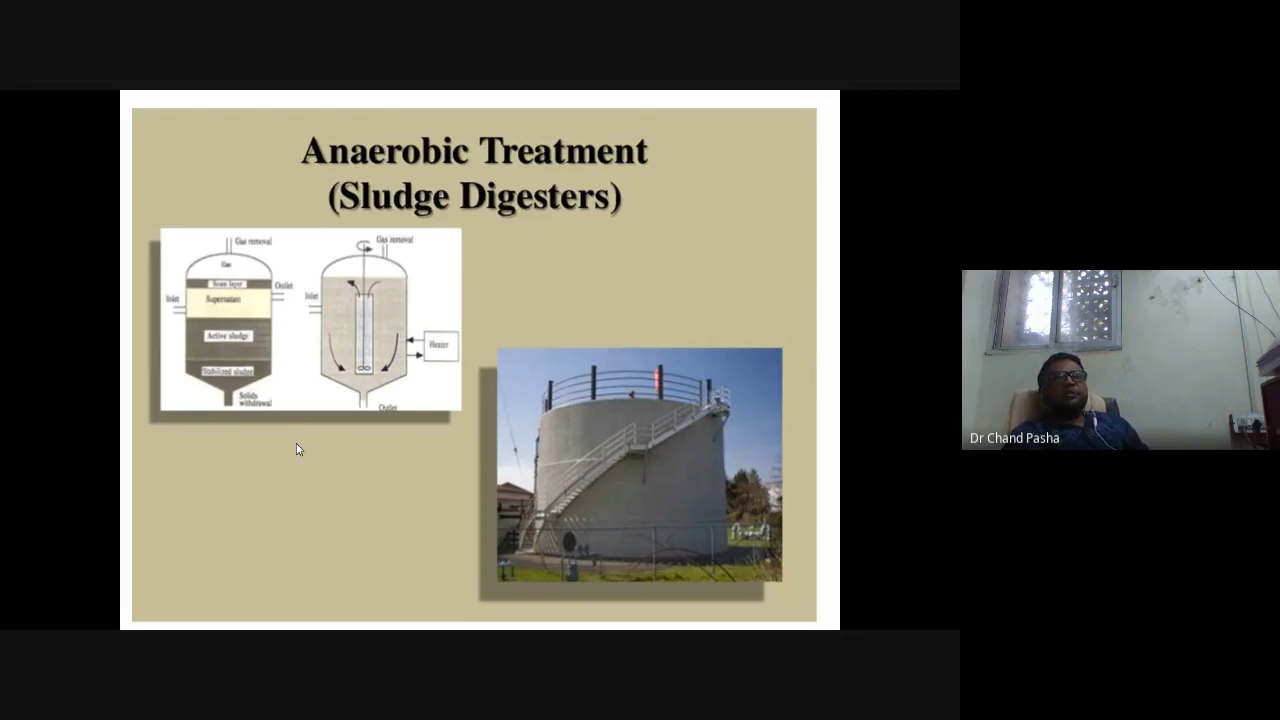 Anaerobic Treatment
(Sludge Digesters)
Gas removal
Gas
Scum layer
Outlet
Inlet
Supernatant
Active sludge
Stabilized sludge
Solids
withdrawal
Gas removal
Inlet
Heater
Outlet
Dr Chand Pasha